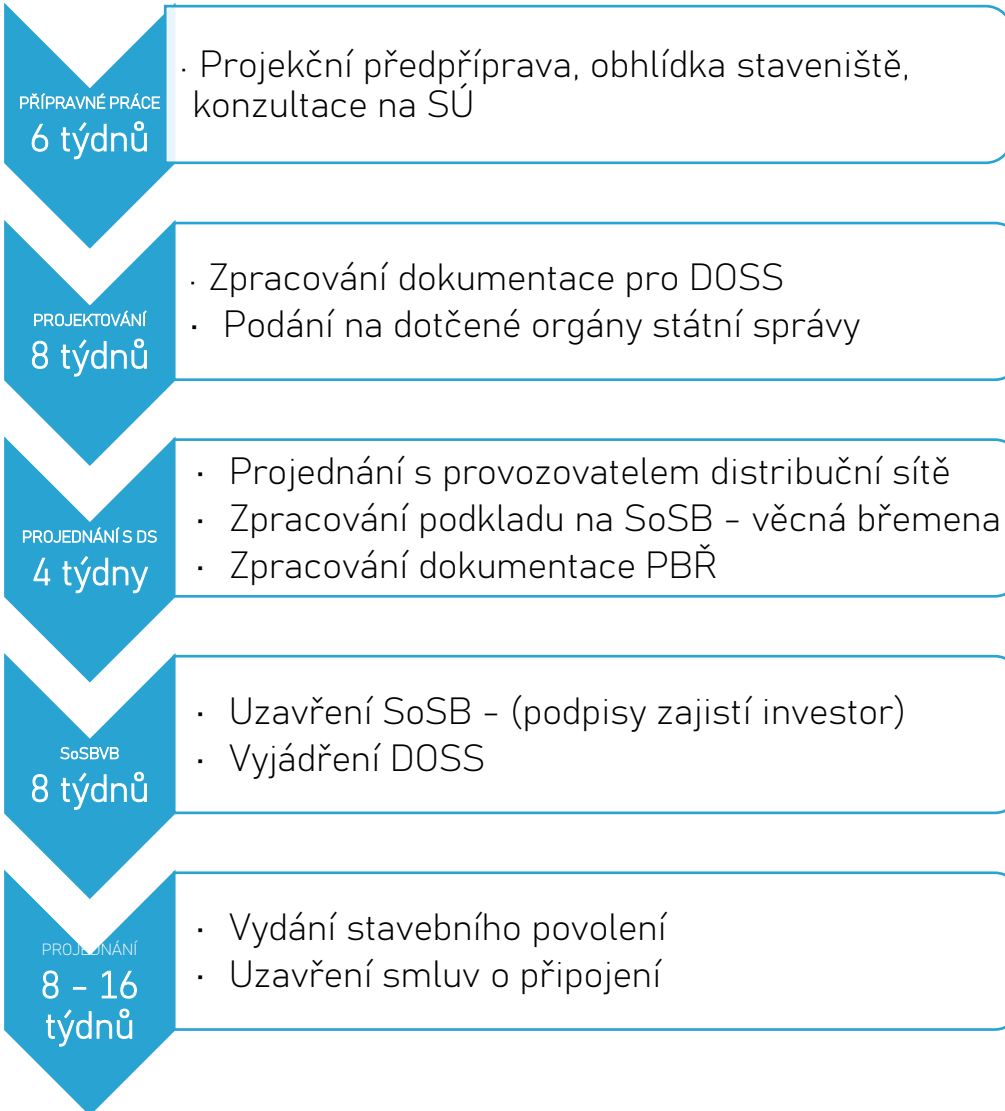 PŘÍPRAVNÉ PRÁCE
6 týdnů
· Projekční předpříprava, obhlídka staveniště,
konzultace na SÚ
PROJEKTOVÁNÍ
8 týdnů
· Zpracování dokumentace pro DOSS
· Podání na dotčené orgány státní správy
PROJEDNÁNÍ S DS
4 týdny
· Projednání s provozovatelem distribuční sítě
· Zpracování podkladu na SoSB - věcná břemena
· Zpracování dokumentace PBŘ
SoSBVB
8 týdnů
· Uzavření SoSB - (podpisy zajistí investor)
· Vyjádření DOSS
PROJEDNÁNÍ
8 - 16
týdnů
· Vydání stavebního povolení
· Uzavření smluv o připojení